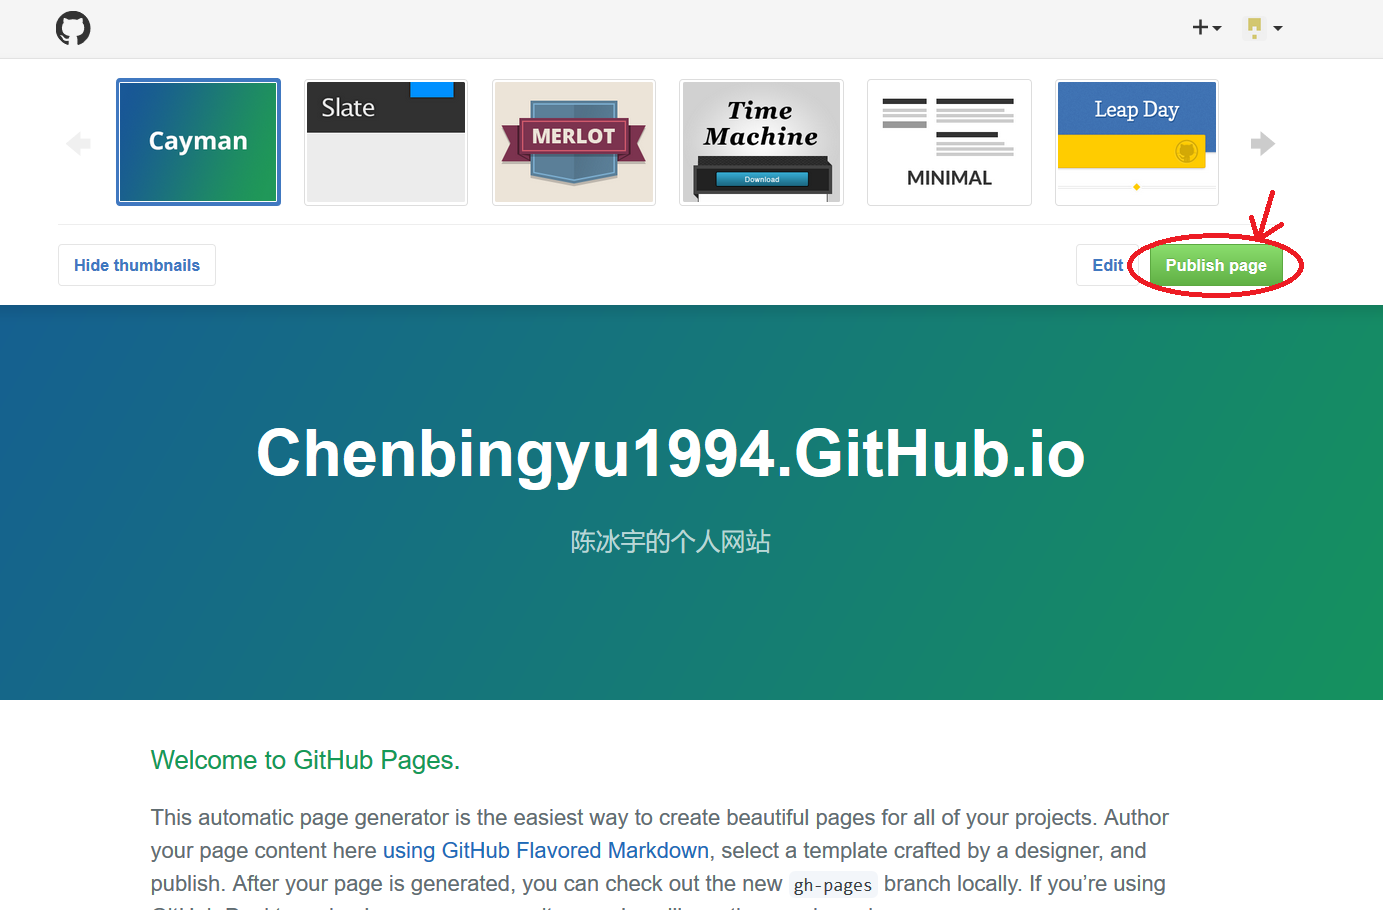 Cayman
Slate
MERLOT
Time
Machine
Download
MINIMAL
Leap Day
Hide thumbnails
Edit
Publish page
Chenbingyu1994.GitHub.io
陈冰宇的个人网站
Welcome to GitHub Pages.
This automatic page generator is the easiest way to create beautiful pages for all of your projects. Author
your page content here using GitHub Flavored Markdown, select a template crafted by a designer, and
publish. After your page is generated, you can check out the new gh-pages branch locally. If you’re using